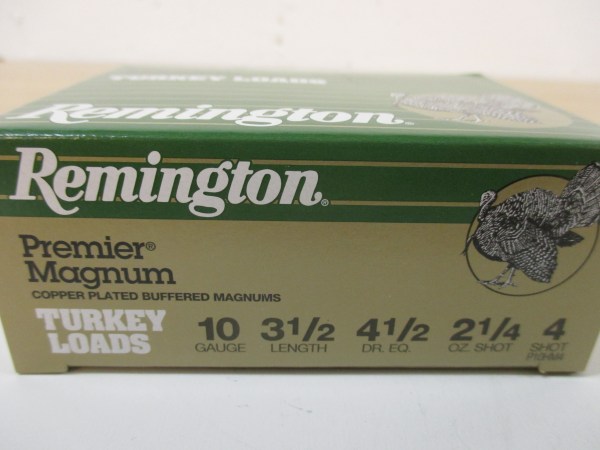 TURKEY LOADS
Remington®
Remington®
Premier®
Magnum
COPPER PLATED BUFFERED MAGNUMS
TURKEY
LOADS
10 3 1/2 4 1/2 2 1/4 4
GAUGE LENGTH DR. EQ. OZ. SHOT SHOT